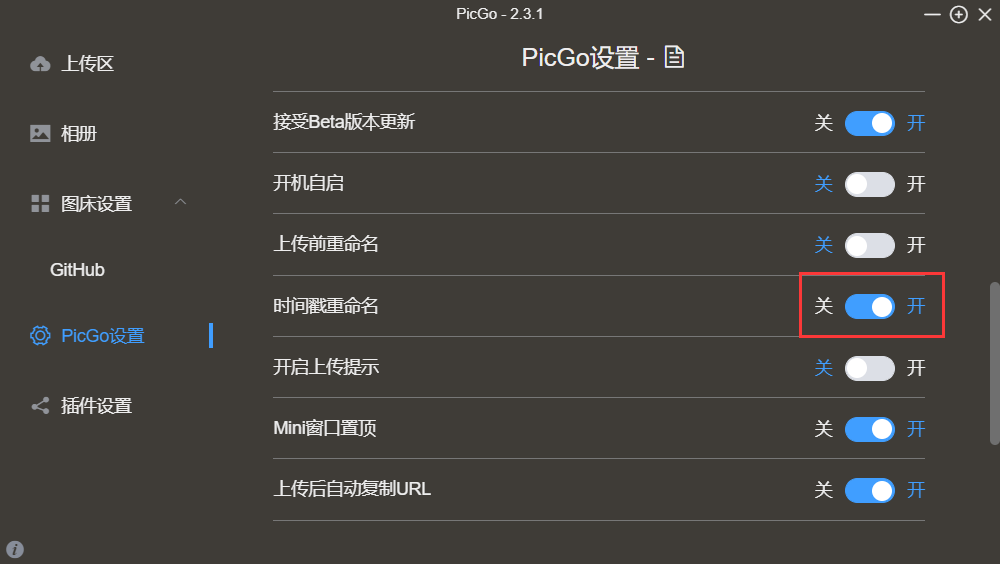 PicGo - 2.3.1
上传区
相册
图床设置
GitHub
PicGo设置
插件设置
PicGo设置 -
接受Beta版本更新 关 开
开机自启 关 开
上传前重命名 关 开
时间戳重命名 关 开
开启上传提示 关 开
Mini窗口置顶 关 开
上传后自动复制URL 关 开